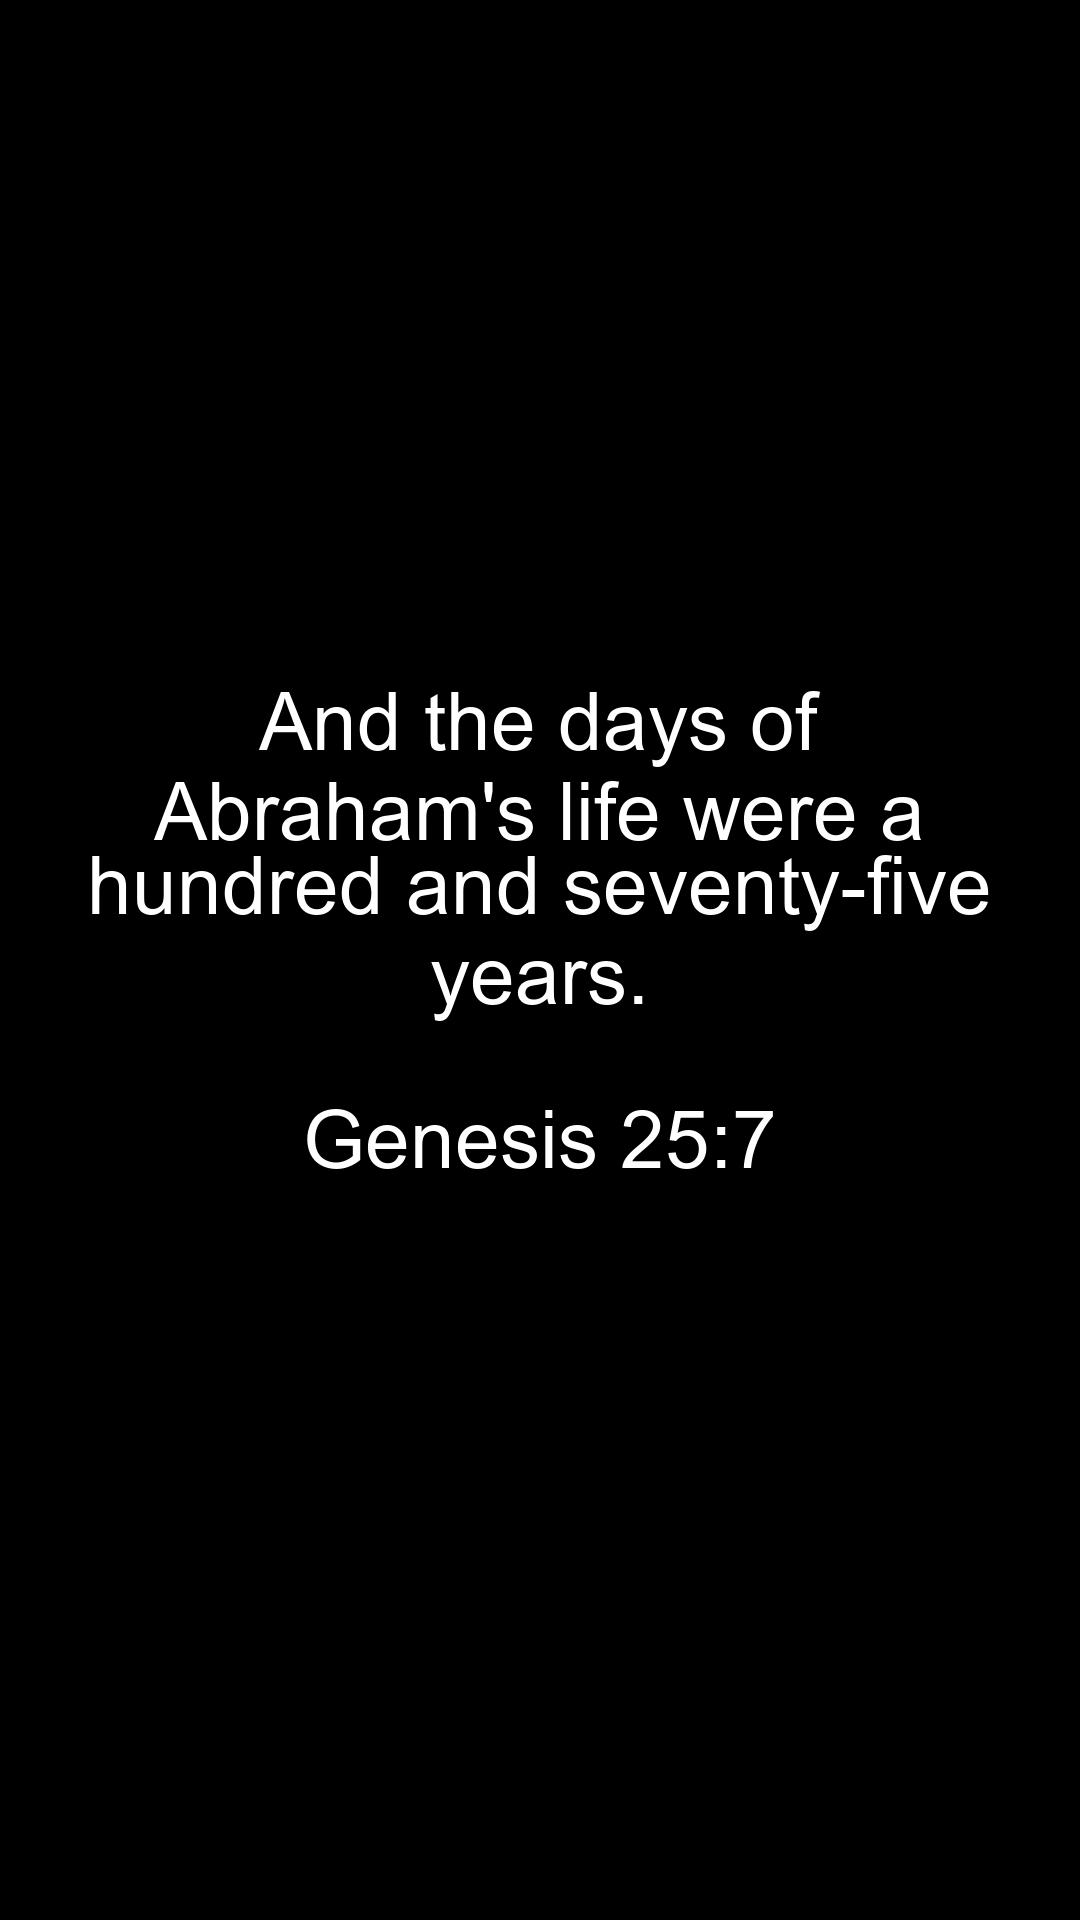 And the days of
Abraham's life were a
hundred and seventy-five
years.
Genesis 25:7